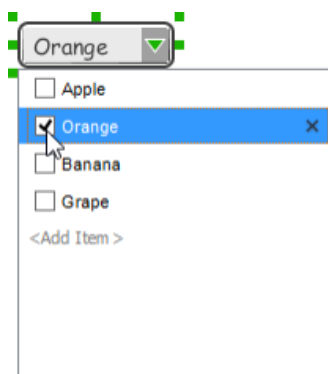 Orange
Apple
Orange
Banana
Grape
<Add Item >